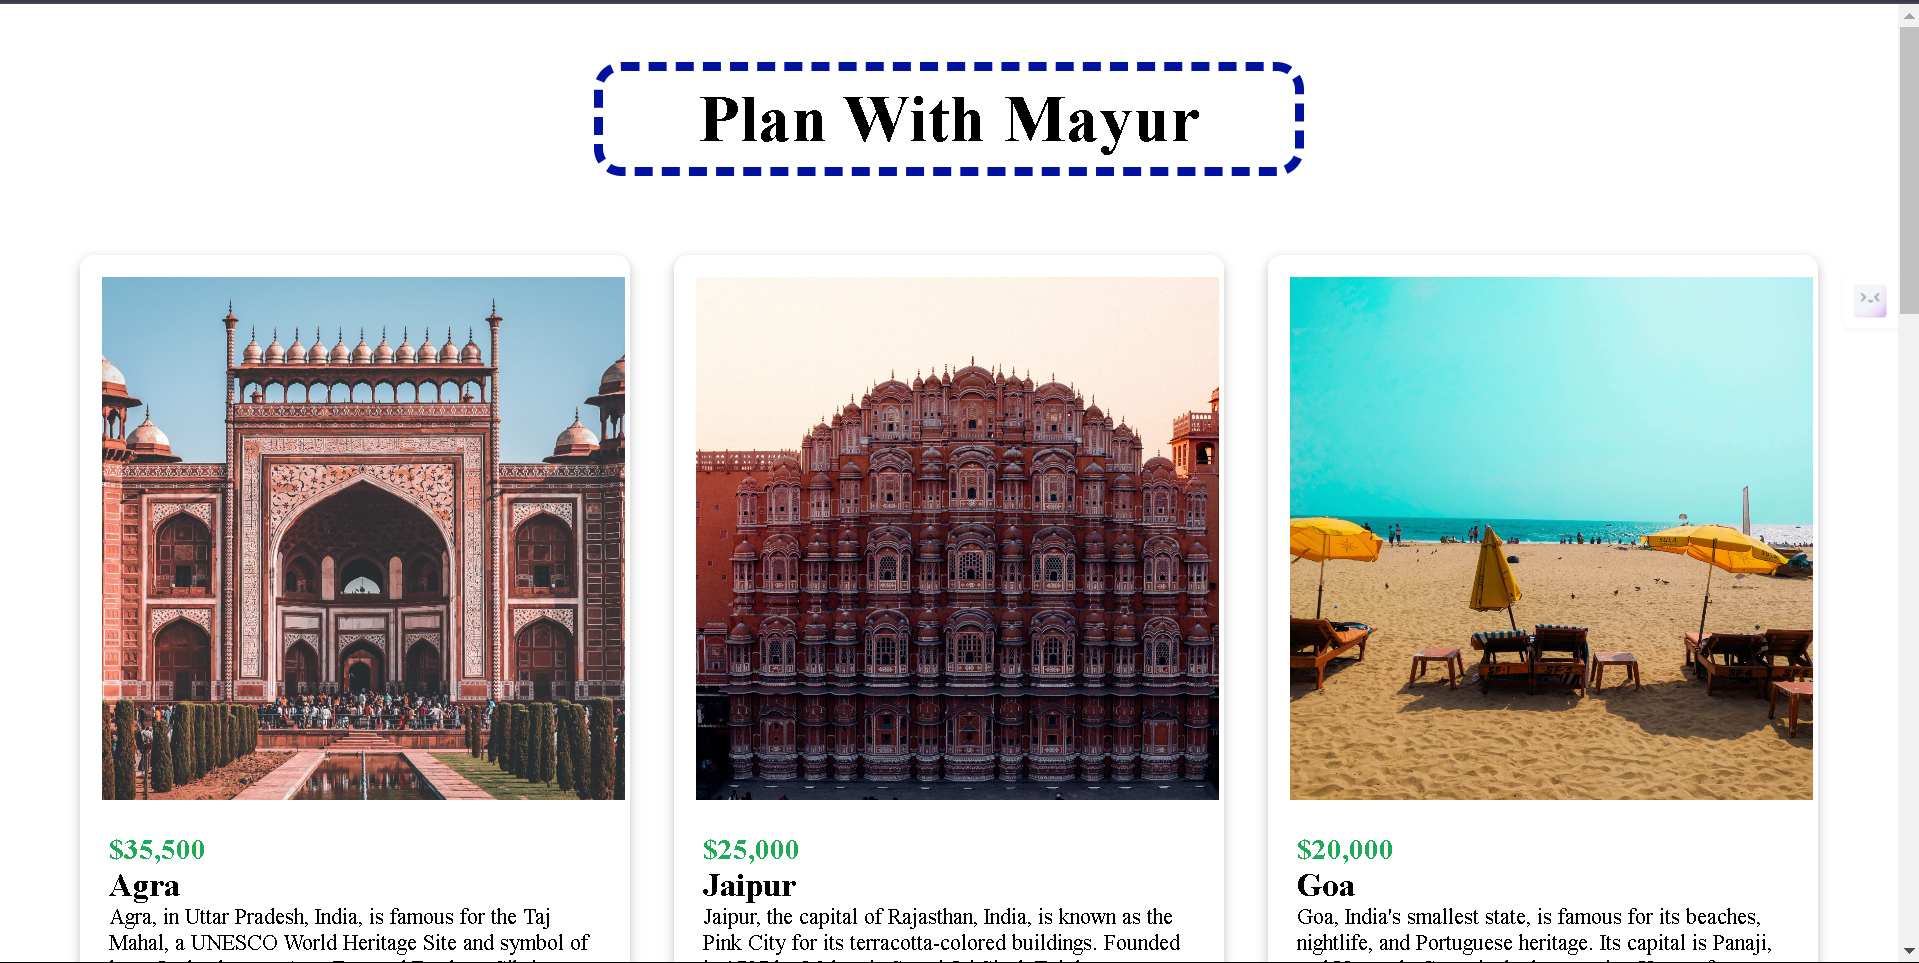 Plan With Mayur
$35,500
Agra
Agra, in Uttar Pradesh, India, is famous for the Taj
Mahal, a UNESCO World Heritage Site and symbol of
$25,000
Jaipur
Jaipur, the capital of Rajasthan, India, is known as the
Pink City for its terracotta-colored buildings. Founded
$20,000
Goa
Goa, India's smallest state, is famous for its beaches,
nightlife, and Portuguese heritage. Its capital is Panaji,